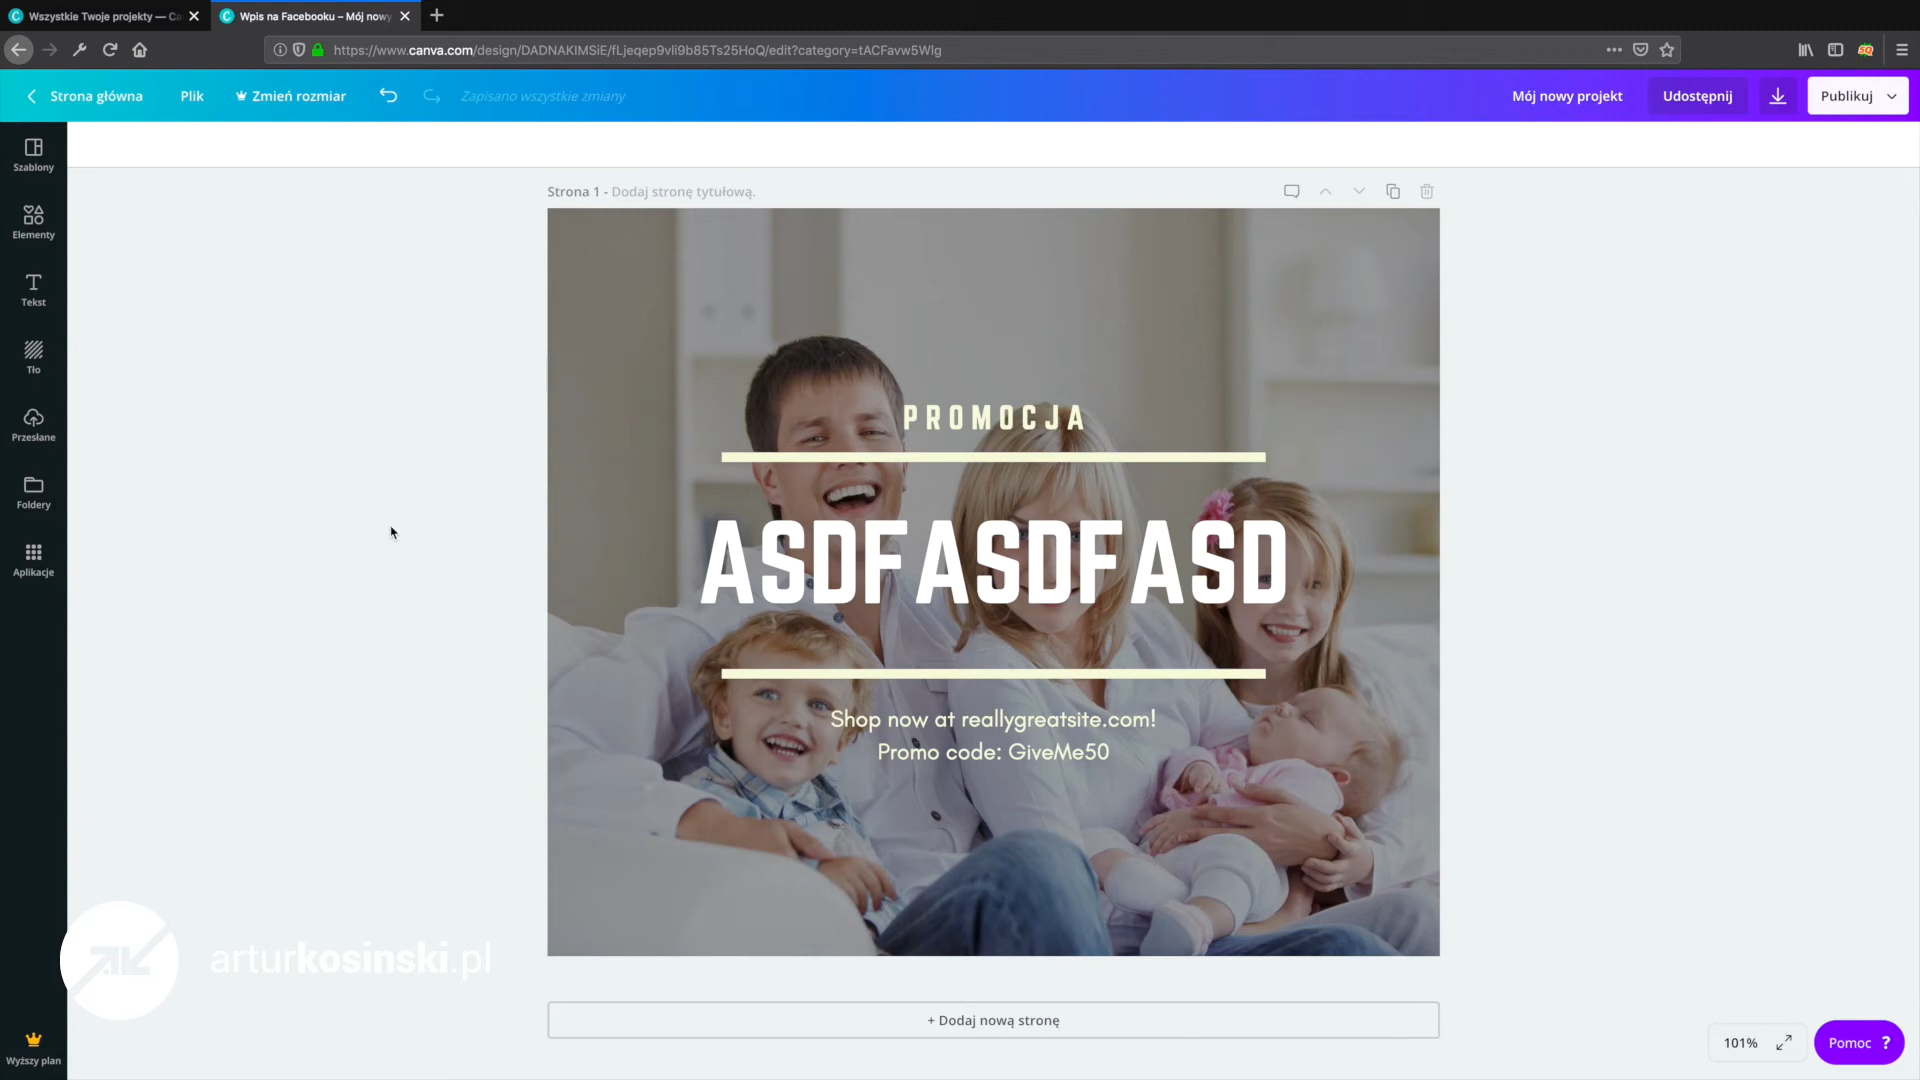 Wszystkie Twoje projekty — Ca
Wpis na Facebooku – Mój nowy
https://www.canva.com/design/DADNAKIMSiE/fLjeqep9vli9b85Ts25HoQ/edit?category=tACFavw5WIg
Strona główna
Plik
Zmień rozmiar
Zapisano wszystkie zmiany
Mój nowy projekt
Udostępnij
Publikuj
Szablony
Elementy
Tekst
Tło
Przesłane
Foldery
Aplikacje
Wyższy plan
Strona 1 - Dodaj stronę tytułową.
PROMOCJA
ASDFASDFASD
Shop now at reallygreatsite.com!
Promo code: GiveMe50
arturkosinski.pl
+ Dodaj nową stronę
101%
Pomoc ?